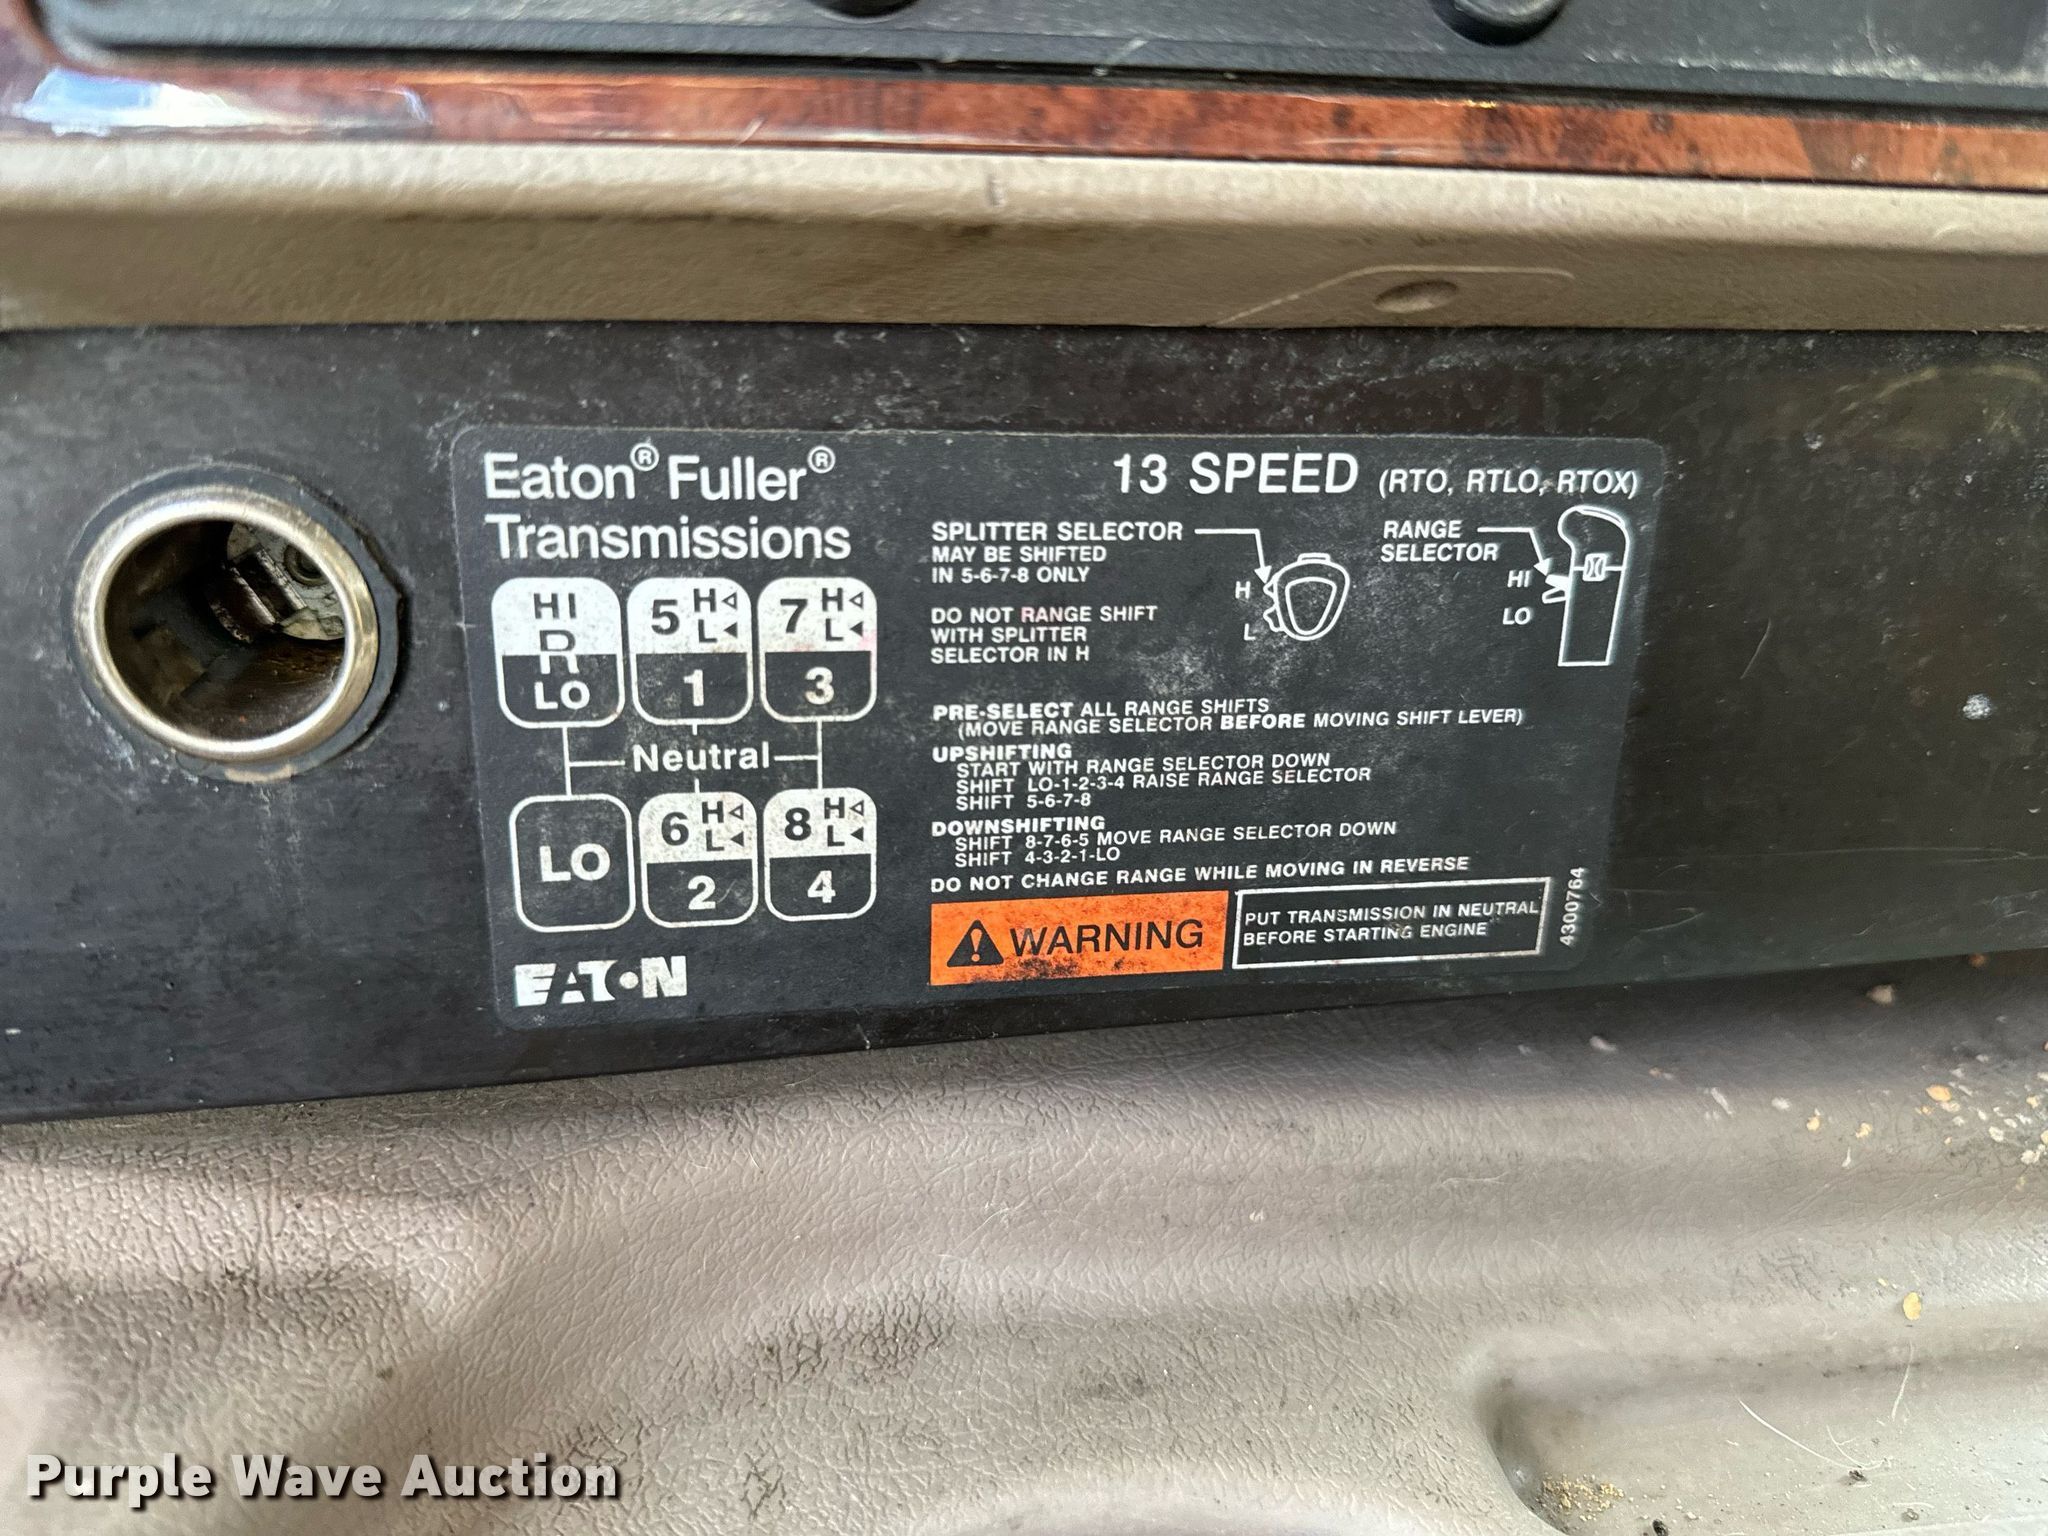 Eaton® Fuller®
Transmissions
13 SPEED (RTO, RTLO, RTOX)
HI
R
LO
5 H◁
L◀
1
7 H◁
L◀
3
Neutral
LO
6 H◁
L◀
2
8 H◁
L◀
4
EATON
SPLITTER SELECTOR
MAY BE SHIFTED
IN 5-6-7-8 ONLY
H
L
RANGE
SELECTOR
HI
LO
DO NOT RANGE SHIFT
WITH SPLITTER
SELECTOR IN H
PRE-SELECT ALL RANGE SHIFTS
(MOVE RANGE SELECTOR BEFORE MOVING SHIFT LEVER)
UPSHIFTING
START WITH RANGE SELECTOR DOWN
SHIFT LO-1-2-3-4 RAISE RANGE SELECTOR
SHIFT 5-6-7-8
DOWNSHIFTING
SHIFT 8-7-6-5 MOVE RANGE SELECTOR DOWN
SHIFT 4-3-2-1-LO
DO NOT CHANGE RANGE WHILE MOVING IN REVERSE
WARNING
PUT TRANSMISSION IN NEUTRAL
BEFORE STARTING ENGINE
4300764
Purple Wave Auction